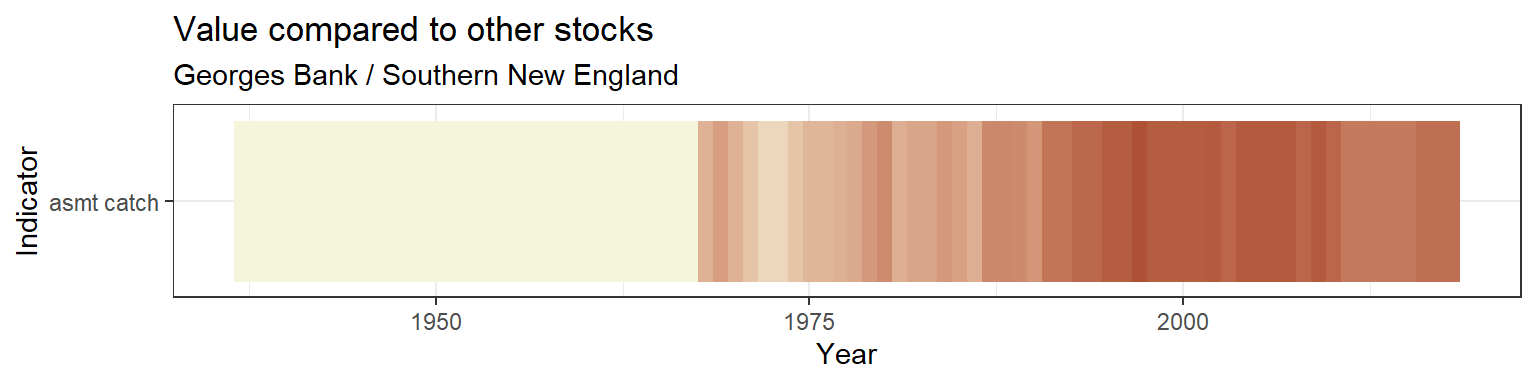 Value compared to other stocks
Georges Bank / Southern New England
Indicator
asmt catch
1950 1975 2000
Year